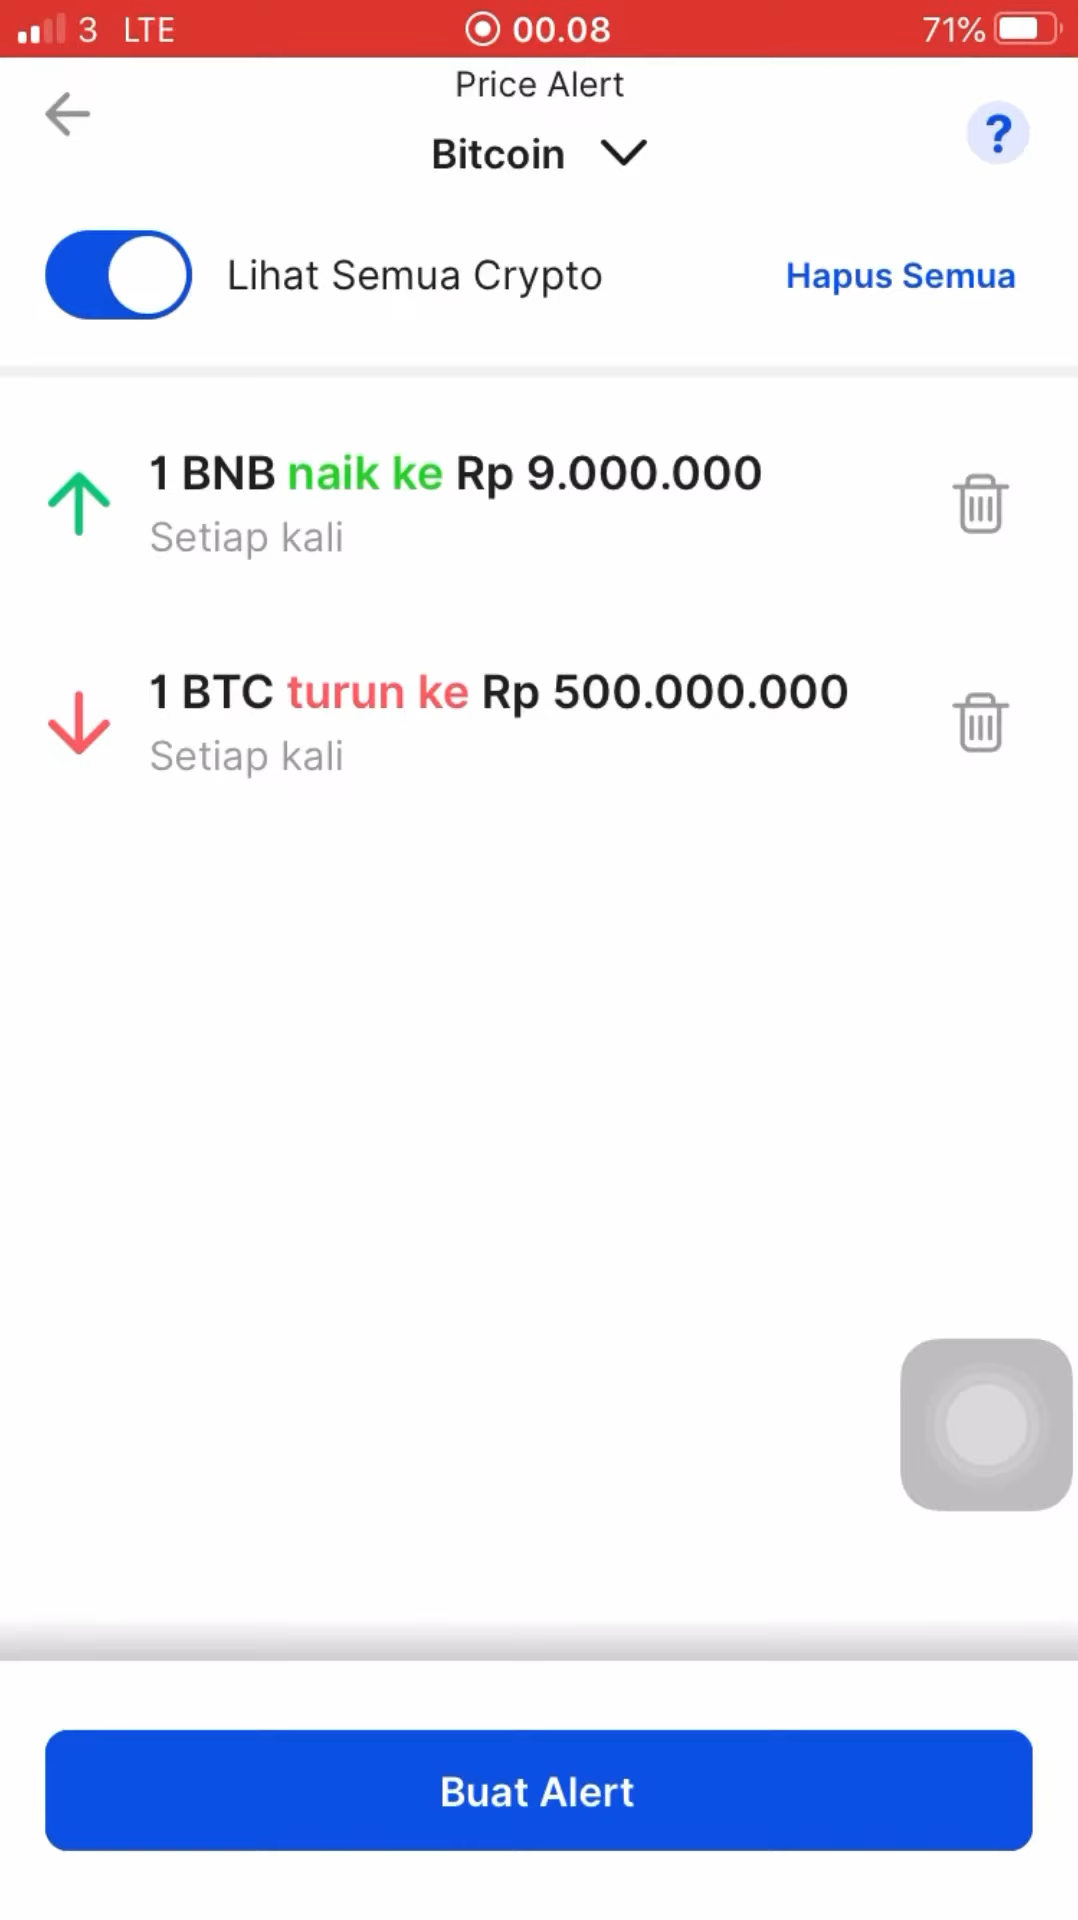 3 LTE 00.08 71%
Price Alert
Bitcoin
?
Lihat Semua Crypto Hapus Semua
1 BNB naik ke Rp 9.000.000
Setiap kali
1 BTC turun ke Rp 500.000.000
Setiap kali
Buat Alert